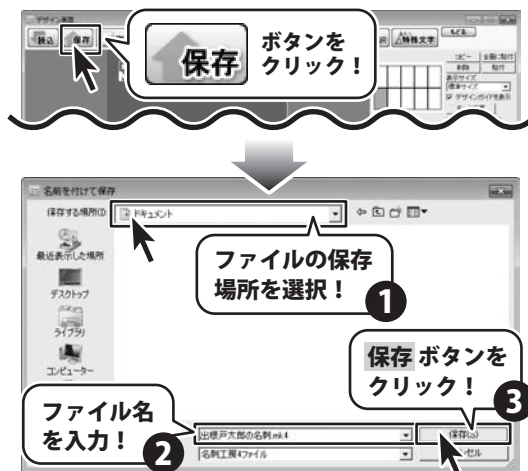 デザイン画面
読込
保存
保存
ボタンを
クリック！
特殊文字
もどる
コピー
全面に貼付
削除
貼付
表示サイズ
標準サイズ
デザインガイドを表示
名前を付けて保存
保存する場所(I):
ドキュメント
最近表示した場所
デスクトップ
ライブラリ
コンピューター
ファイルの保存
場所を選択！
1
保存 ボタンを
クリック！
3
ファイル名
を入力！
2
出根戸太郎の名刺.mk4
保存(S)
名刺工房4ファイル
ンセル